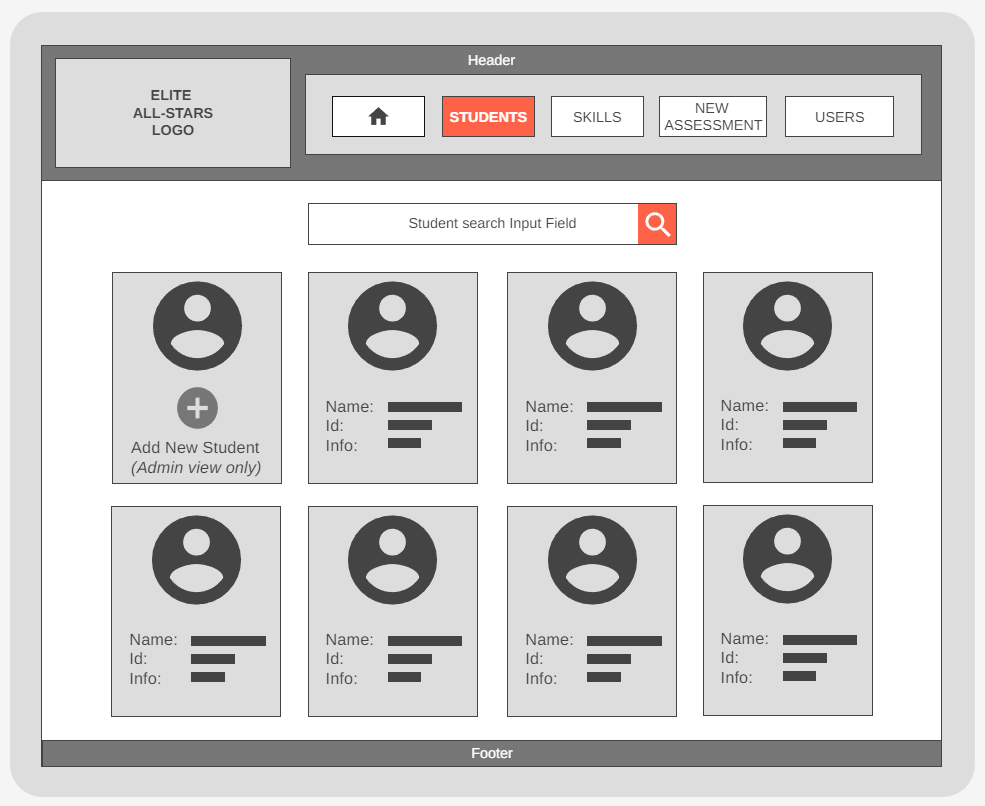 Header
ELITE
ALL-STARS
LOGO
STUDENTS
SKILLS
NEW
ASSESSMENT
USERS
Student search Input Field
Add New Student
(Admin view only)
Name:
Id:
Info:
Name:
Id:
Info:
Name:
Id:
Info:
Name:
Id:
Info:
Name:
Id:
Info:
Name:
Id:
Info:
Name:
Id:
Info:
Footer